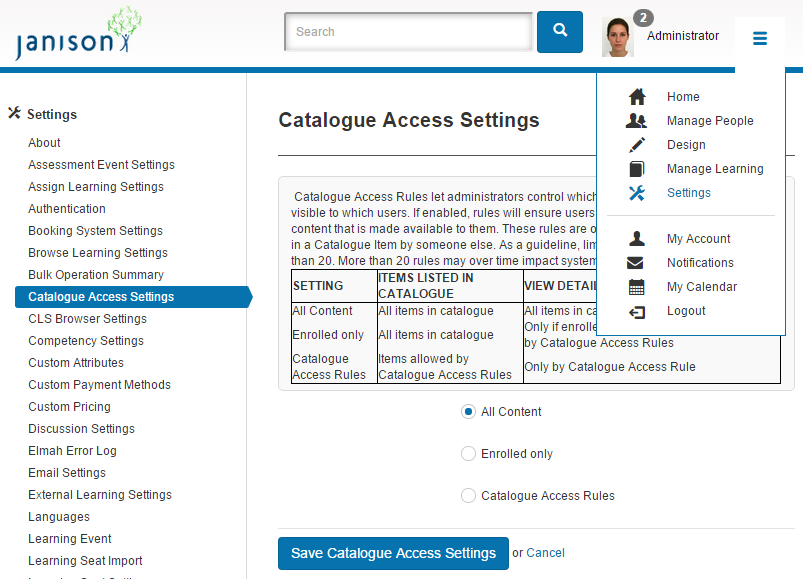 janison
Search
2
Administrator
Home
Manage People
Design
Manage Learning
Settings
My Account
Notifications
My Calendar
Logout
Settings
About
Assessment Event Settings
Assign Learning Settings
Authentication
Booking System Settings
Browse Learning Settings
Bulk Operation Summary
Catalogue Access Settings
CLS Browser Settings
Competency Settings
Custom Attributes
Custom Payment Methods
Custom Pricing
Discussion Settings
Elmah Error Log
Email Settings
External Learning Settings
Languages
Learning Event
Learning Seat Import
Catalogue Access Settings
Catalogue Access Rules let administrators control which
visible to which users. If enabled, rules will ensure users
content that is made available to them. These rules are o
in a Catalogue Item by someone else. As a guideline, lim
than 20. More than 20 rules may over time impact system
SETTING
ITEMS LISTED IN
CATALOGUE
VIEW DETAIL
All Content
All items in catalogue
All items in ca
Enrolled only
All items in catalogue
Only if enrolle
by Catalogue Access Rules
Catalogue
Access Rules
Items allowed by
Catalogue Access Rules
Only by Catalogue Access Rule
All Content
Enrolled only
Catalogue Access Rules
Save Catalogue Access Settings or Cancel